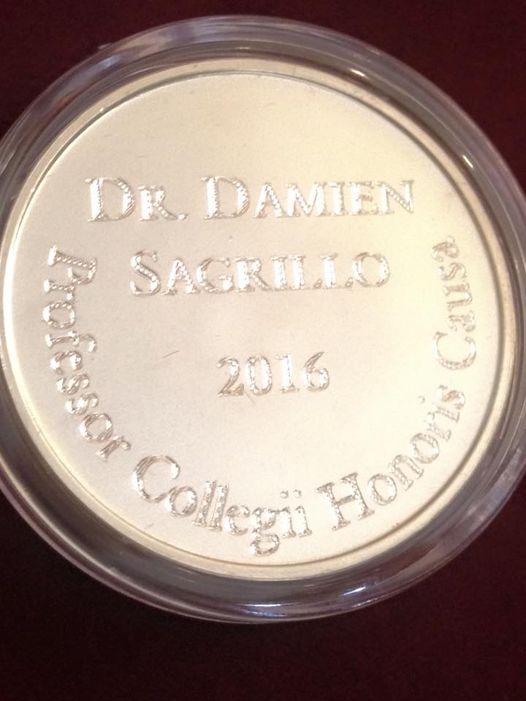 DR. DAMIEN
SAGRILLO
2016
Professor Collegii Honoris Causa